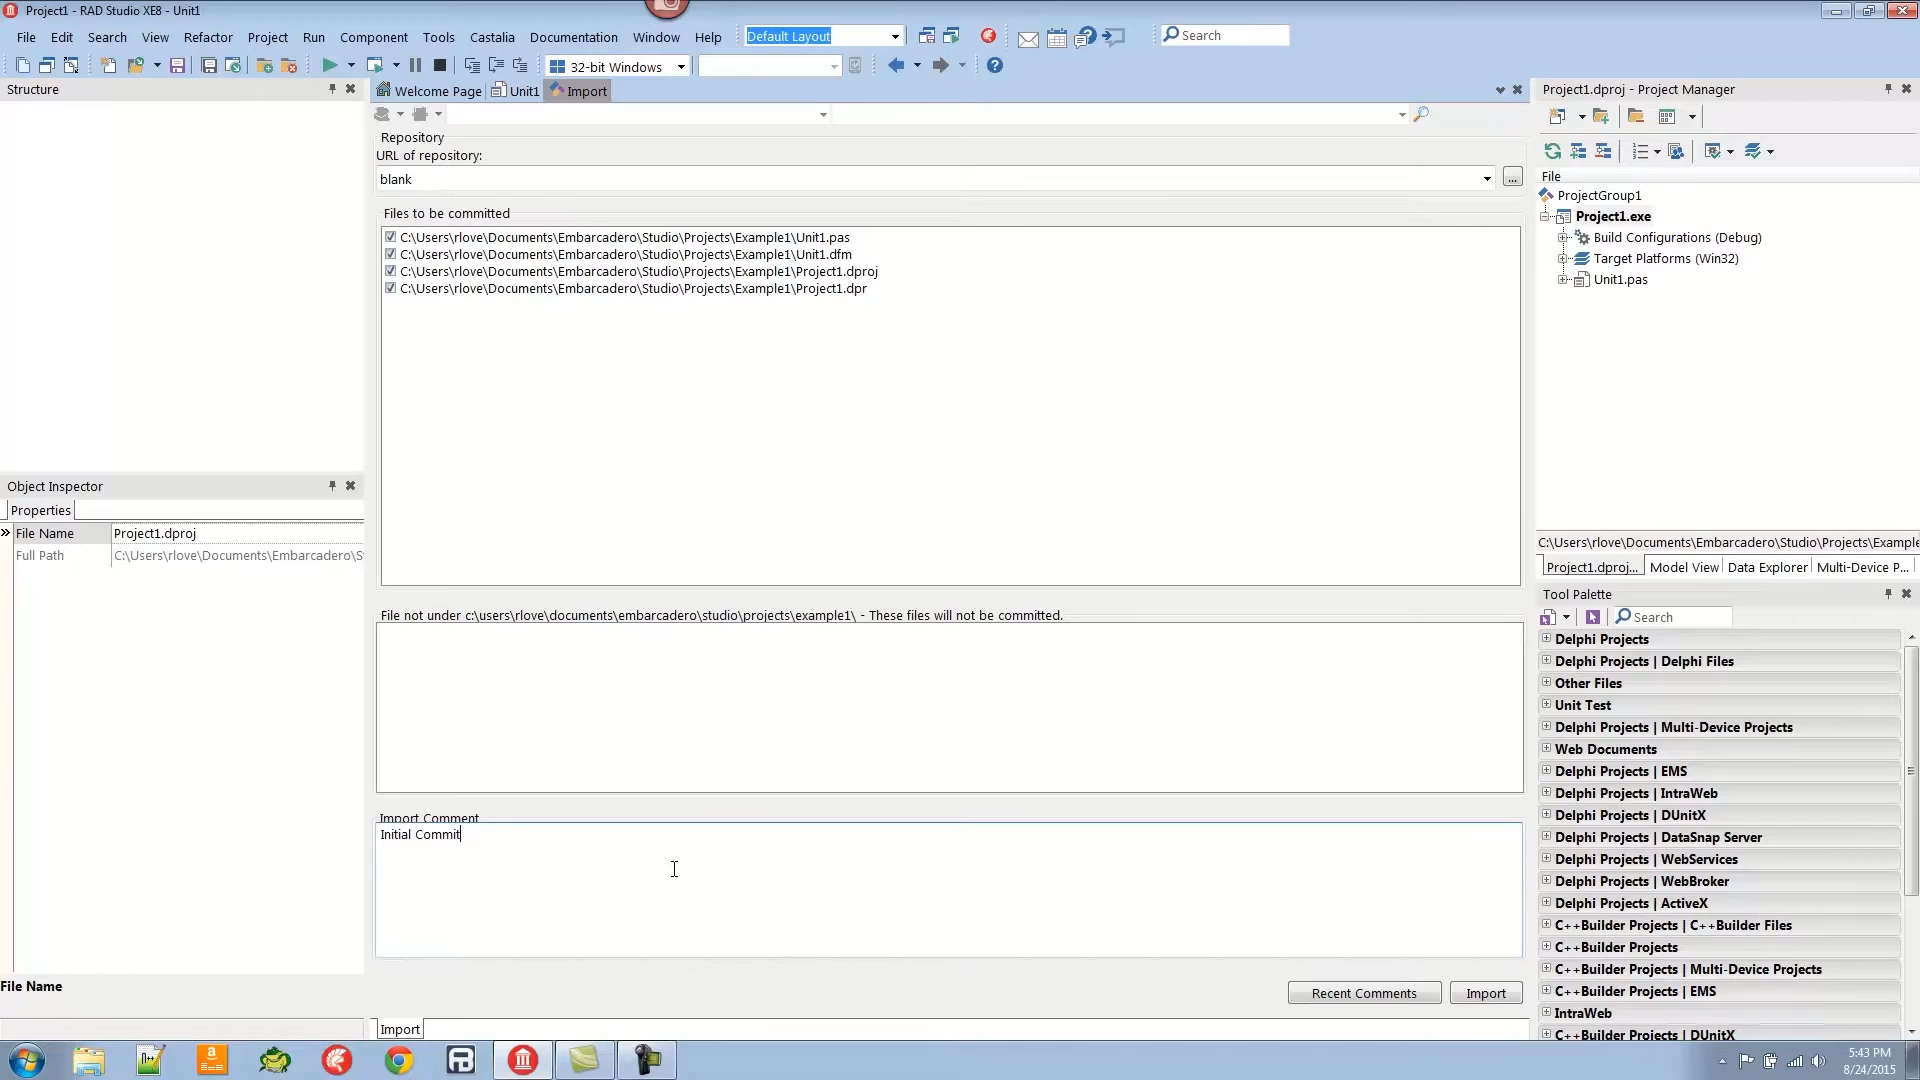 Project1 - RAD Studio XE8 - Unit1
File Edit Search View Refactor Project Run Component Tools Castalia Documentation Window Help Default Layout Search
32-bit Windows
Structure
Welcome Page Unit1 Import
Repository
URL of repository:
blank
Files to be committed
C:\Users\rlove\Documents\Embarcadero\Studio\Projects\Example1\Unit1.pas
C:\Users\rlove\Documents\Embarcadero\Studio\Projects\Example1\Unit1.dfm
C:\Users\rlove\Documents\Embarcadero\Studio\Projects\Example1\Project1.dproj
C:\Users\rlove\Documents\Embarcadero\Studio\Projects\Example1\Project1.dpr
File not under c:\users\rlove\documents\embarcadero\studio\projects\example1\ - These files will not be committed.
Import Comment
Initial Commit
Recent Comments Import
Import
Object Inspector
Properties
File Name Project1.dproj
Full Path C:\Users\rlove\Documents\Embarcadero\S
File Name
Project1.dproj - Project Manager
File
ProjectGroup1
Project1.exe
Build Configurations (Debug)
Target Platforms (Win32)
Unit1.pas
C:\Users\rlove\Documents\Embarcadero\Studio\Projects\Example
Project1.dproj... Model View Data Explorer Multi-Device P...
Tool Palette
Search
Delphi Projects
Delphi Projects | Delphi Files
Other Files
Unit Test
Delphi Projects | Multi-Device Projects
Web Documents
Delphi Projects | EMS
Delphi Projects | IntraWeb
Delphi Projects | DUnitX
Delphi Projects | DataSnap Server
Delphi Projects | WebServices
Delphi Projects | WebBroker
Delphi Projects | ActiveX
C++Builder Projects | C++Builder Files
C++Builder Projects
C++Builder Projects | Multi-Device Projects
C++Builder Projects | EMS
IntraWeb
C++Builder Projects | DUnitX
5:43 PM
8/24/2015